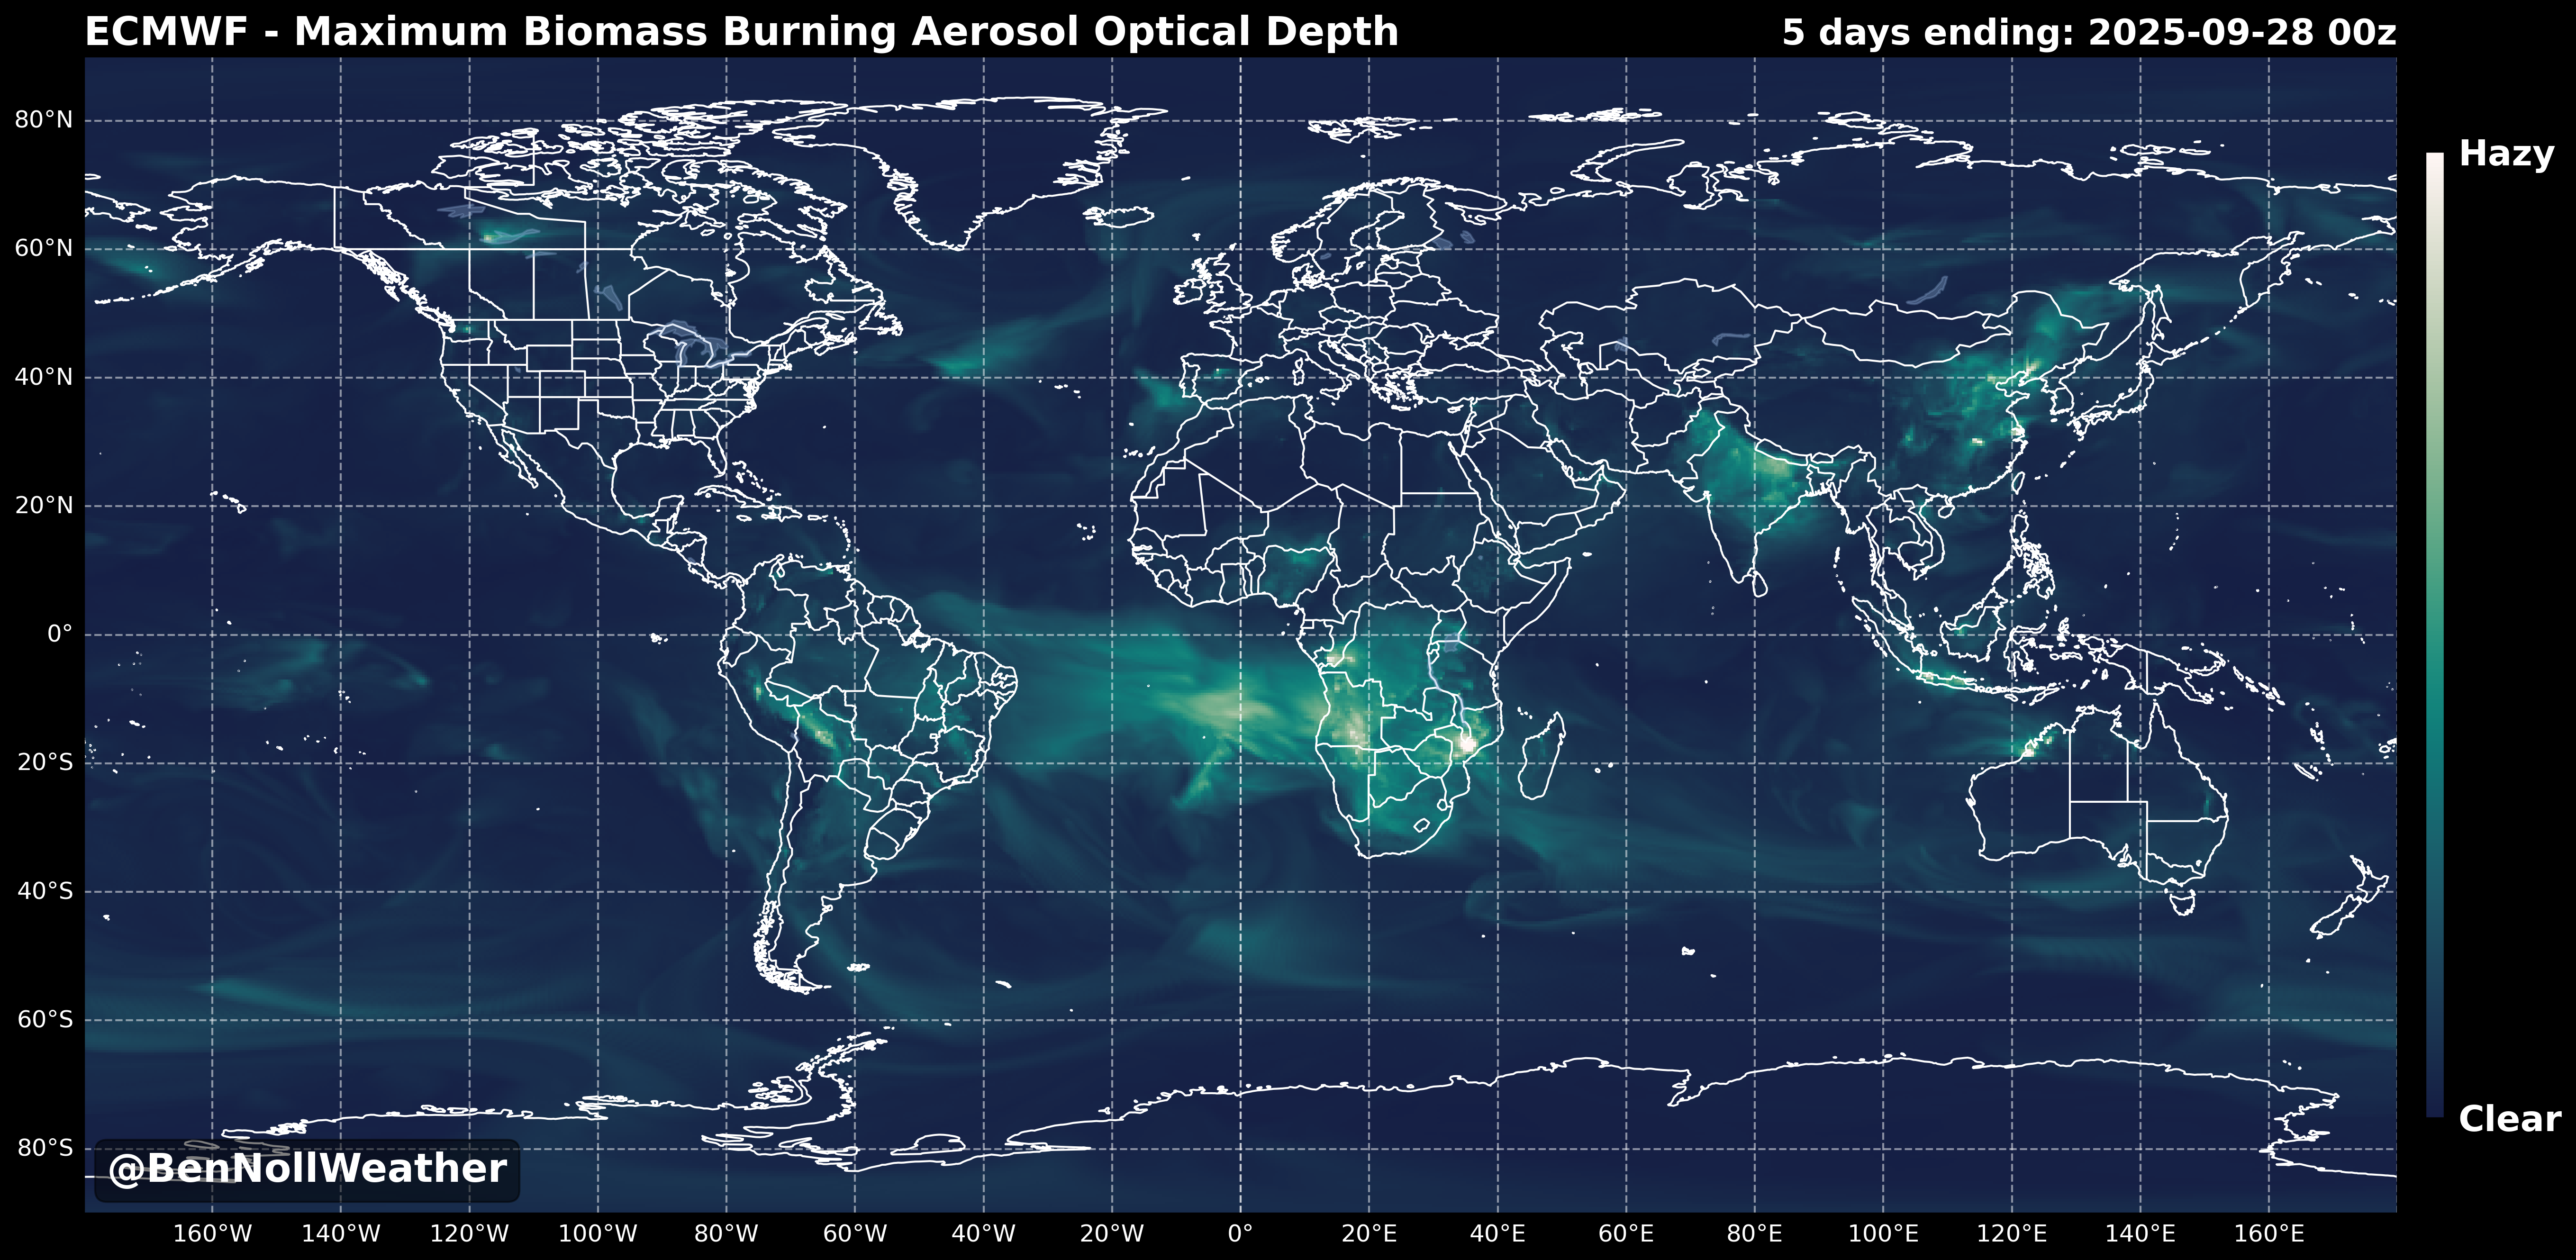 ECMWF - Maximum Biomass Burning Aerosol Optical Depth
5 days ending: 2025-09-28 00z
80°N
60°N
40°N
20°N
0°
20°S
40°S
60°S
80°S
Hazy
Clear
@BenNollWeather
160°W 140°W 120°W 100°W 80°W 60°W 40°W 20°W 0° 20°E 40°E 60°E 80°E 100°E 120°E 140°E 160°E